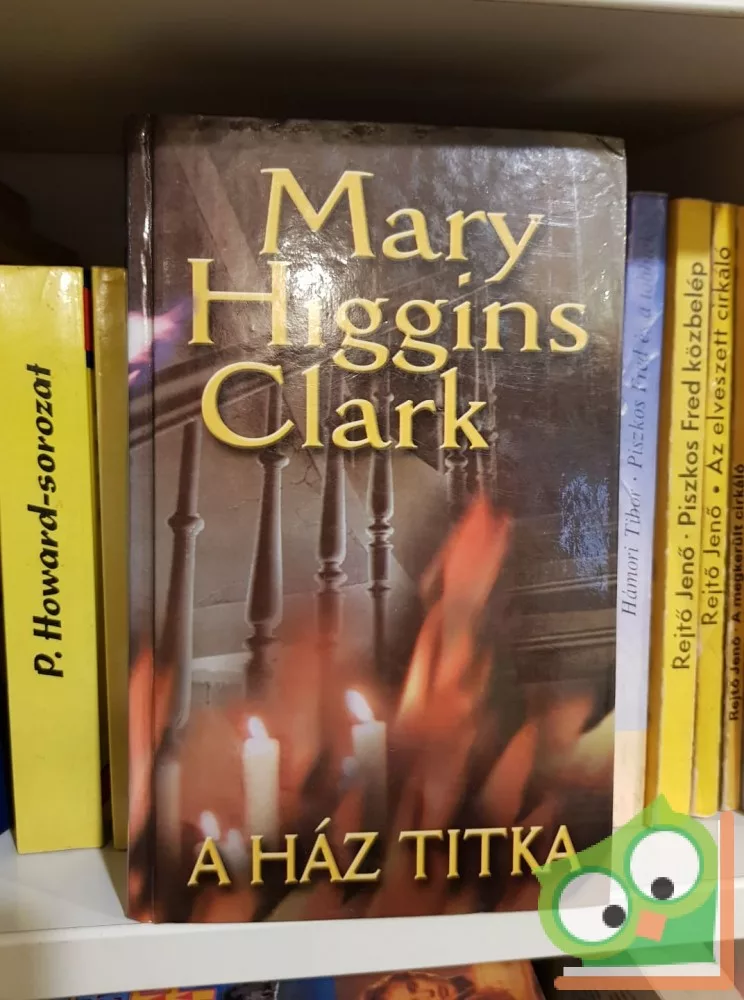 Mary
Higgins
Clark
A HÁZ TITKA
P. Howard-sorozat
Hámori Tibor · Piszkos Fred és a
Rejtő Jenő · Piszkos Fred közbelép
Rejtő Jenő · Az elveszett cirkáló
Rejtő Jenő · A megkerült cirkáló